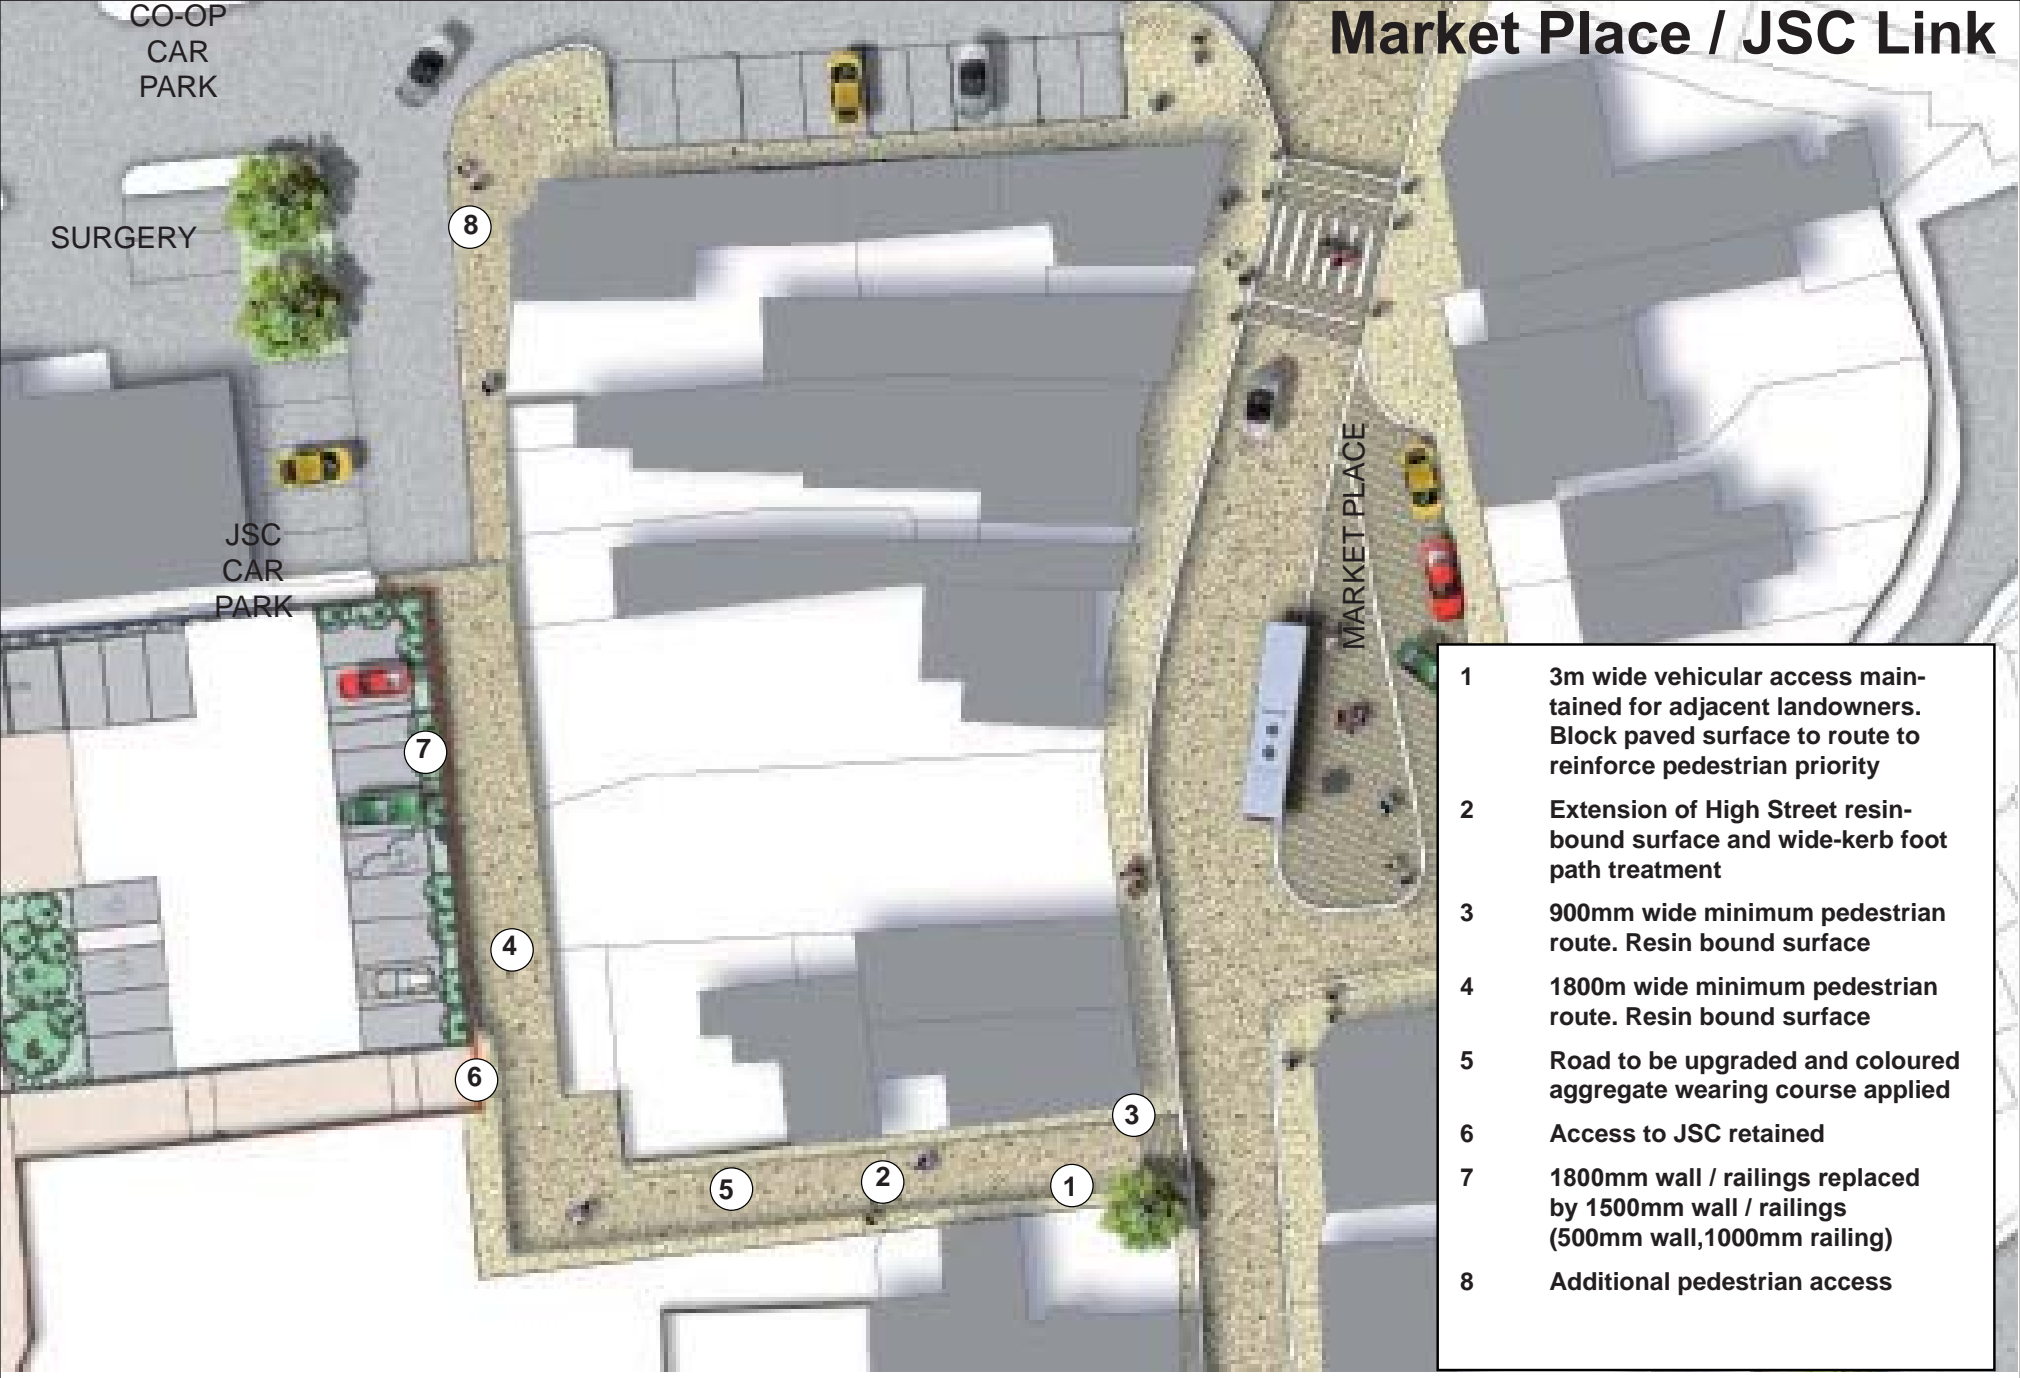 Market Place / JSC Link
CO-OP
CAR
PARK
SURGERY
8
MARKET PLACE
JSC
CAR
PARK
7
4
6
3
5
2
1
1 3m wide vehicular access main-
tained for adjacent landowners.
Block paved surface to route to
reinforce pedestrian priority
2 Extension of High Street resin-
bound surface and wide-kerb foot
path treatment
3 900mm wide minimum pedestrian
route. Resin bound surface
4 1800m wide minimum pedestrian
route. Resin bound surface
5 Road to be upgraded and coloured
aggregate wearing course applied
6 Access to JSC retained
7 1800mm wall / railings replaced
by 1500mm wall / railings
(500mm wall,1000mm railing)
8 Additional pedestrian access